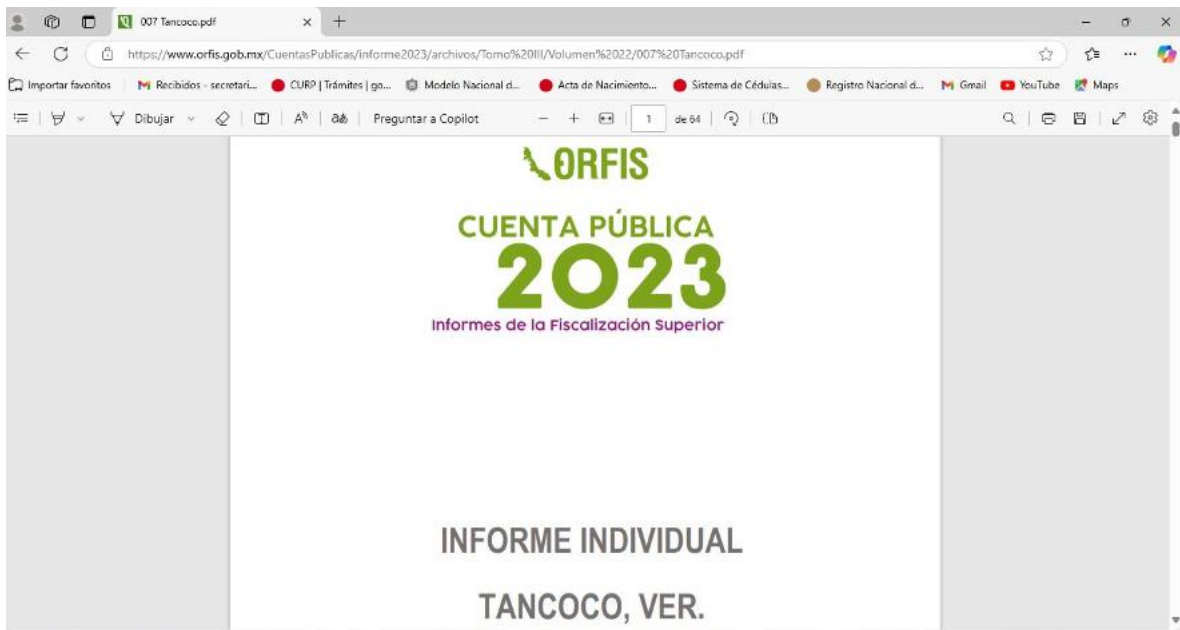 007 Tancoco.pdf
https://www.orfis.gob.mx/CuentasPublicas/informe2023/archivos/Tomo%20III/Volumen%2022/007%20Tancoco.pdf
Importar favoritos Recibidos - secretari... CURP | Trámites | go... Modelo Nacional d... Acta de Nacimiento... Sistema de Cédulas... Registro Nacional d... Gmail YouTube Maps
Dibujar Preguntar a Copilot 1 de 64
ORFIS
CUENTA PÚBLICA
2023
Informes de la Fiscalización Superior
INFORME INDIVIDUAL
TANCOCO, VER.